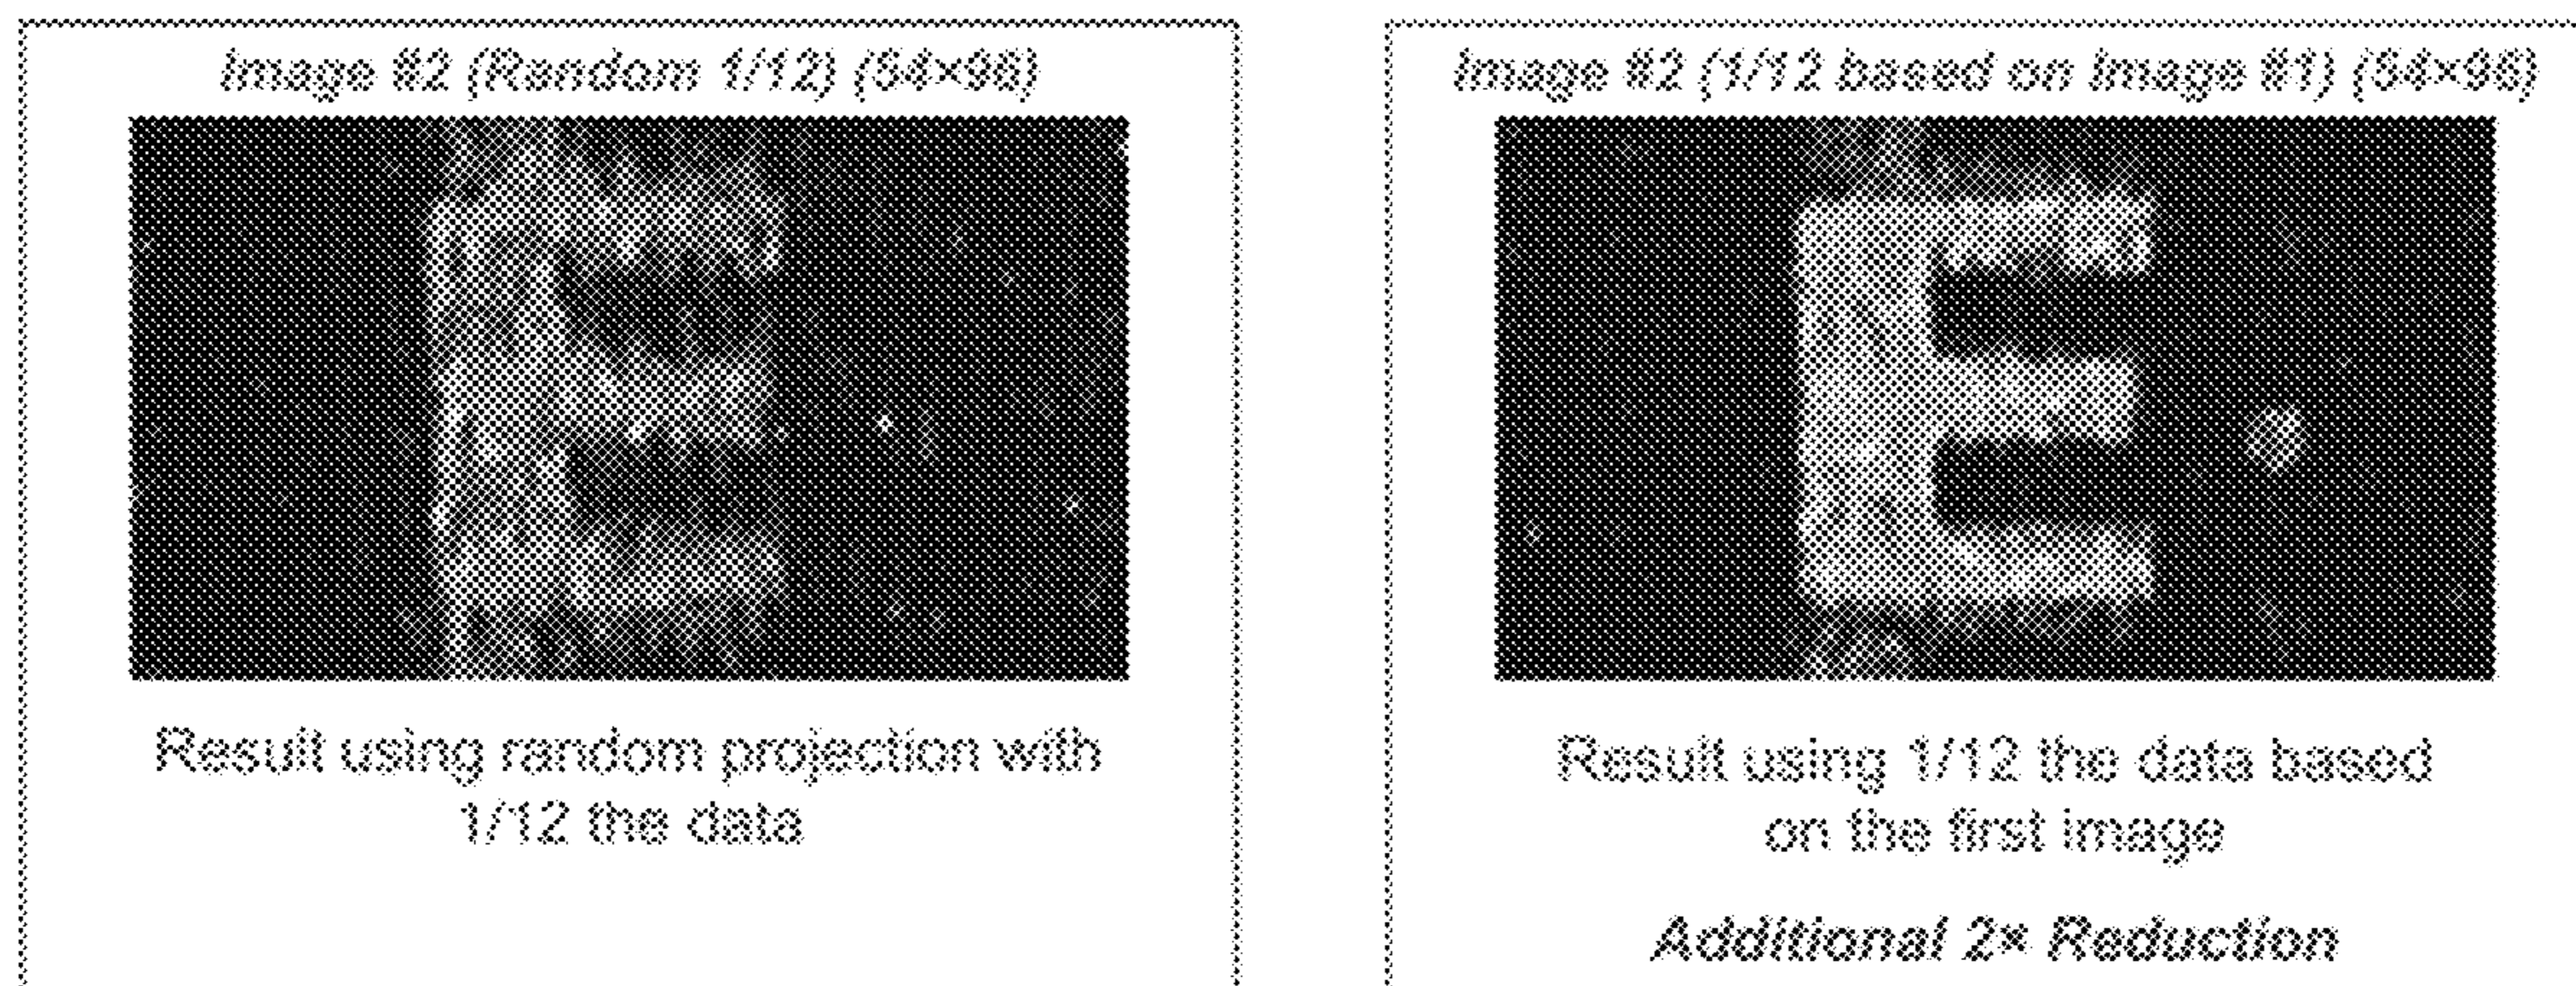 Image #2 (Random 1/12) (54×96)
E
Result using random projection with
1/12 the data
Image #2 (1/12 based on Image #1) (54×96)
E
Result using 1/12 the data based
on the first image
Additional 2× Reduction